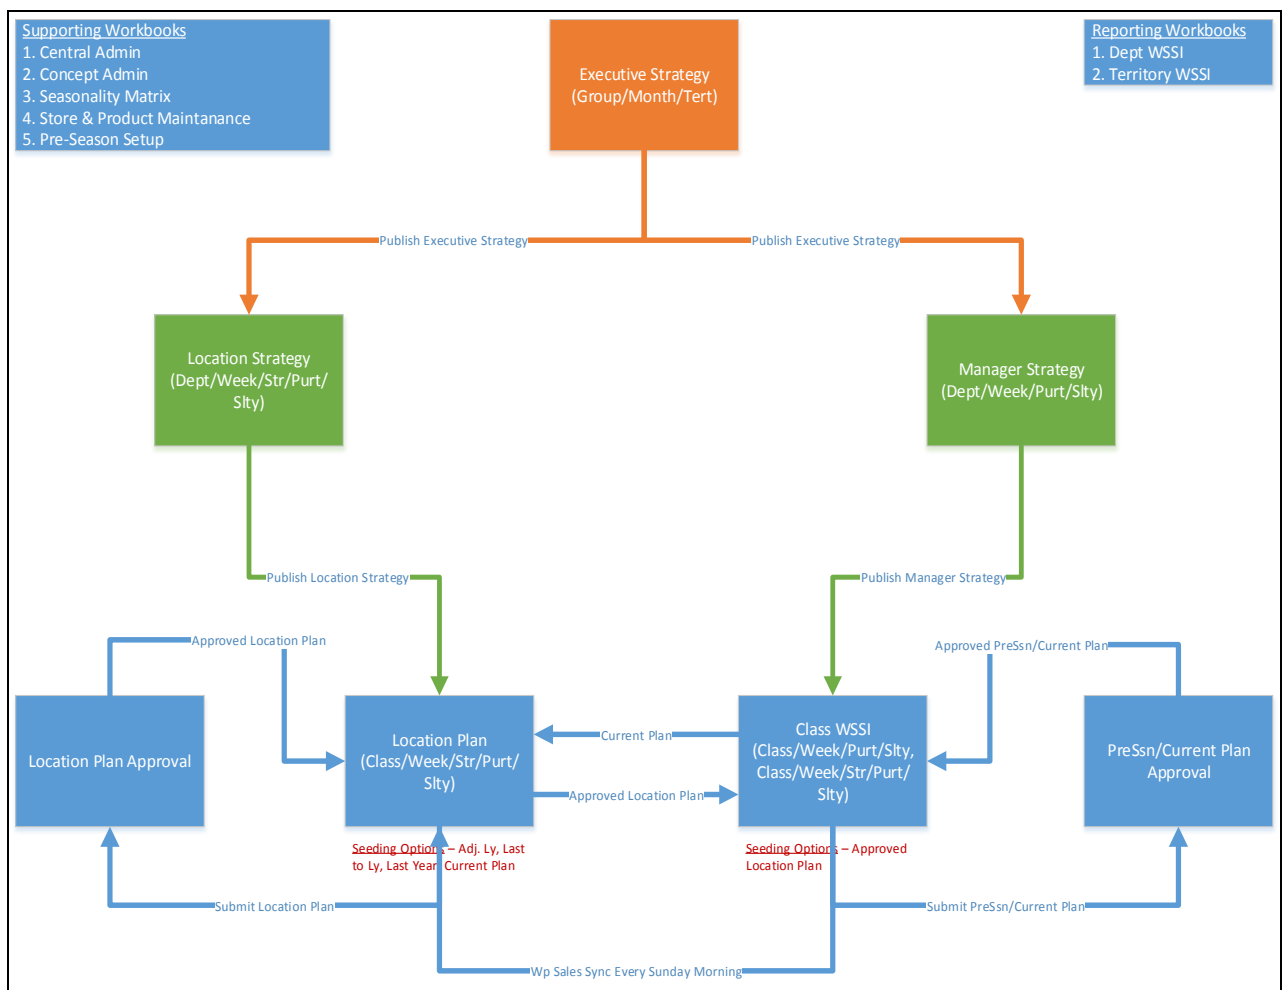 Supporting Workbooks
1. Central Admin
2. Concept Admin
3. Seasonality Matrix
4. Store & Product Maintanance
5. Pre-Season Setup
Reporting Workbooks
1. Dept WSSI
2. Territory WSSI
Executive Strategy
(Group/Month/Tert)
Publish Executive Strategy
Publish Executive Strategy
Location Strategy
(Dept/Week/Str/Purt/
Slty)
Manager Strategy
(Dept/Week/Purt/Slty)
Publish Location Strategy
Publish Manager Strategy
Approved Location Plan
Approved PreSsn/Current Plan
Location Plan Approval
Location Plan
(Class/Week/Str/Purt/
Slty)
Current Plan
Approved Location Plan
Class WSSI
(Class/Week/Purt/Slty,
Class/Week/Str/Purt/
Slty)
PreSsn/Current Plan
Approval
Seeding Options – Adj. Ly, Last
to Ly, Last Year, Current Plan
Seeding Options – Approved
Location Plan
Submit Location Plan
Submit PreSsn/Current Plan
Wp Sales Sync Every Sunday Morning